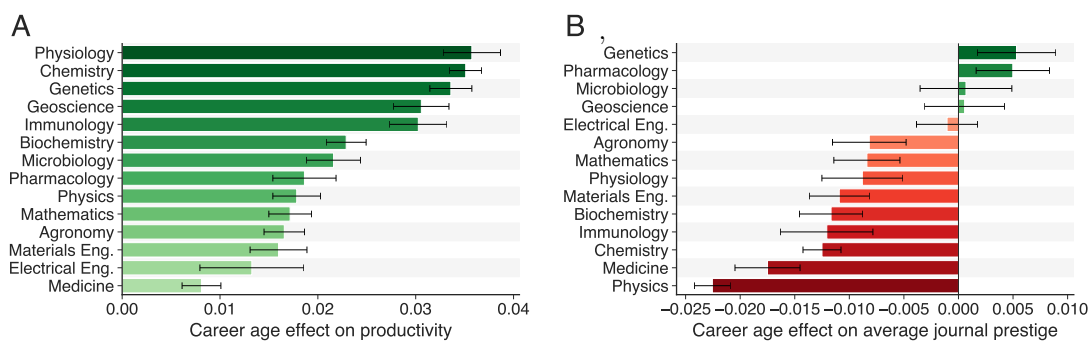 A
Physiology
Chemistry
Genetics
Geoscience
Immunology
Biochemistry
Microbiology
Pharmacology
Physics
Mathematics
Agronomy
Materials Eng.
Electrical Eng.
Medicine
0.00 0.01 0.02 0.03 0.04
Career age effect on productivity
B ,
Genetics
Pharmacology
Microbiology
Geoscience
Electrical Eng.
Agronomy
Mathematics
Physiology
Materials Eng.
Biochemistry
Immunology
Chemistry
Medicine
Physics
−0.025 −0.020 −0.015 −0.010 −0.005 0.000 0.005 0.010
Career age effect on average journal prestige